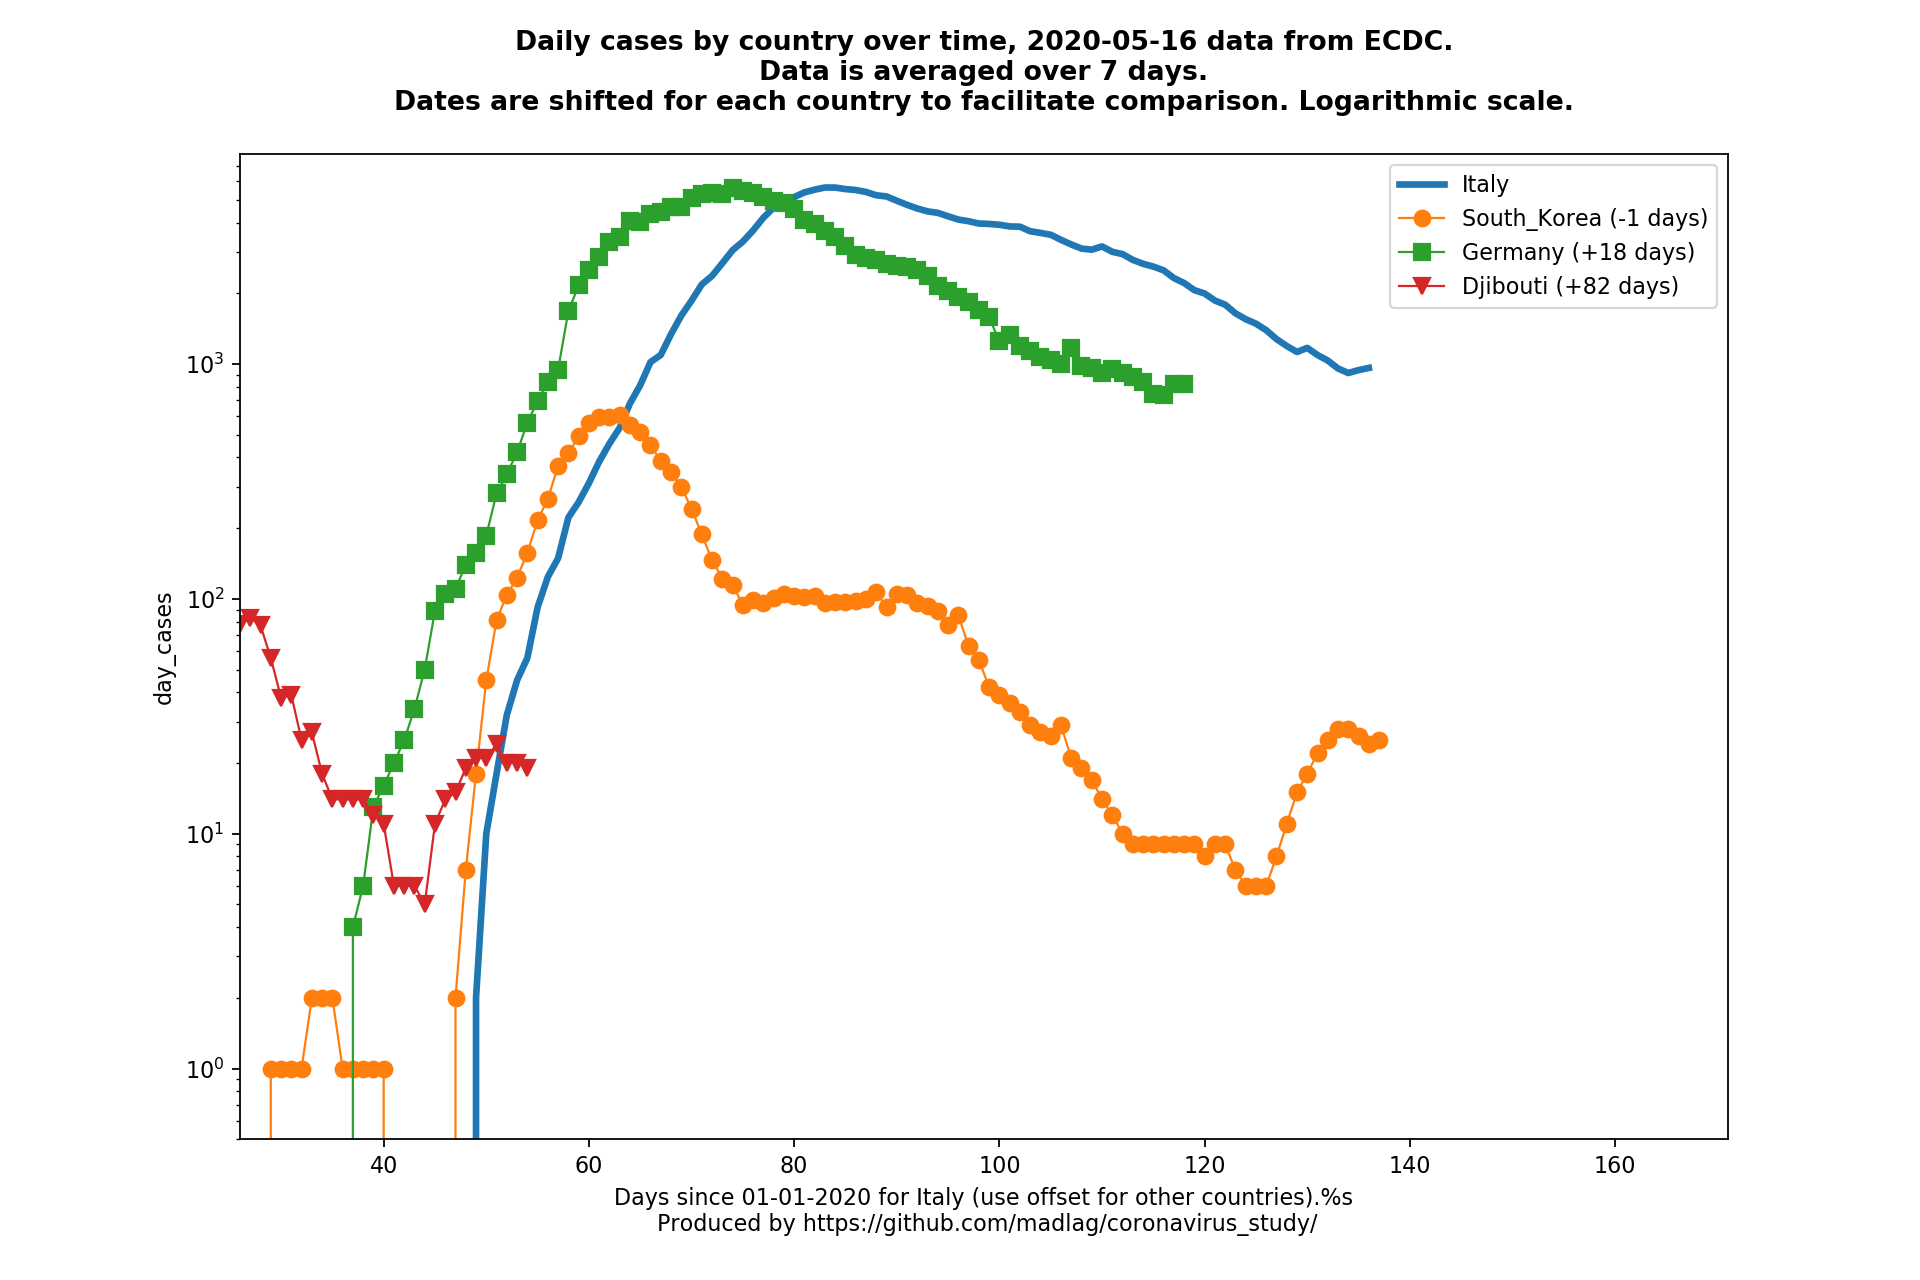 Daily cases by country over time, 2020-05-16 data from ECDC.
Data is averaged over 7 days.
Dates are shifted for each country to facilitate comparison. Logarithmic scale.
Italy
South_Korea (-1 days)
Germany (+18 days)
Djibouti (+82 days)
day_cases
10³
10²
10¹
10⁰
40 60 80 100 120 140 160
Days since 01-01-2020 for Italy (use offset for other countries).%s
Produced by https://github.com/madlag/coronavirus_study/